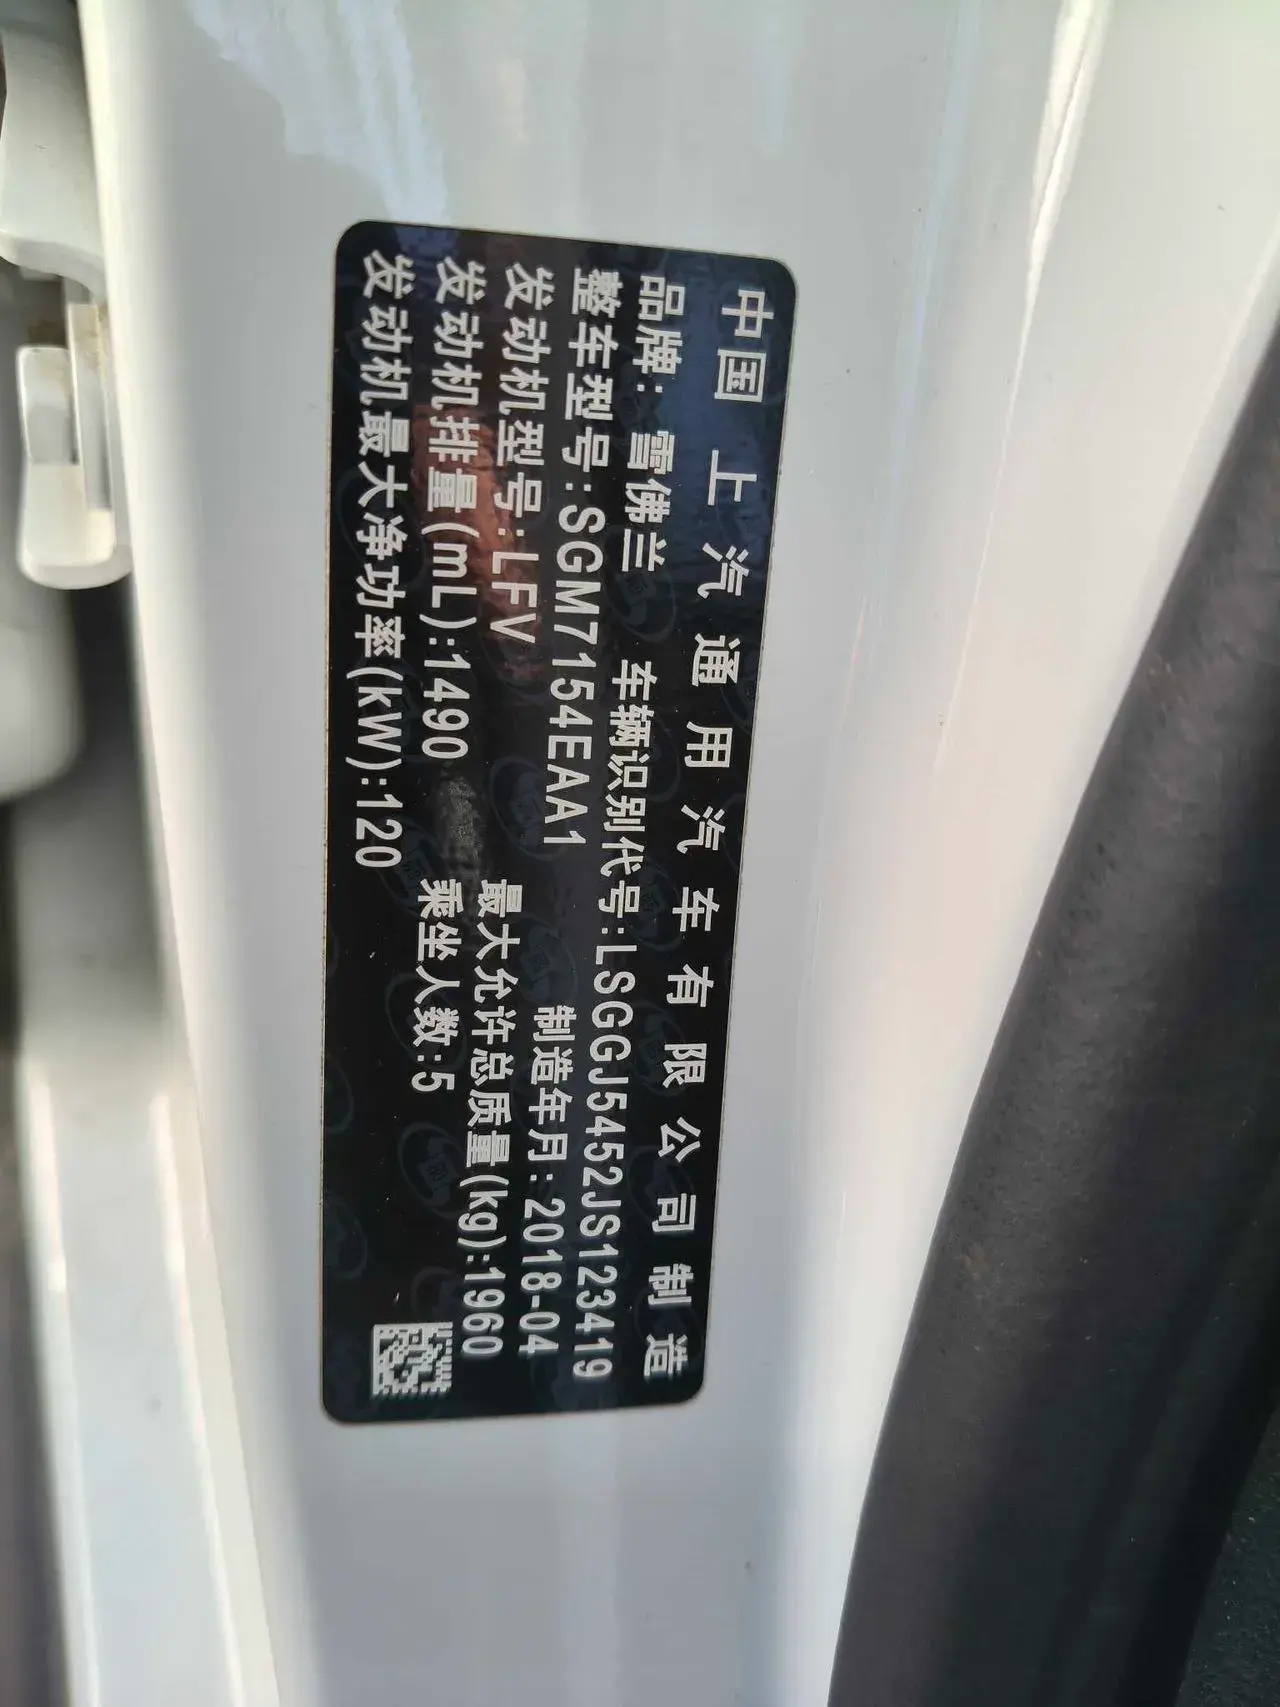 中国 上汽通用汽车有限公司 制造
品牌：雪佛兰 车辆识别代号:LSGGJ5452JS123419
整车型号:SGM7154EAA1 制造年月:2018-04
发动机型号:LFV 最大允许总质量(kg):1960
发动机排量(mL):1490 乘坐人数:5
发动机最大净功率(kW):120